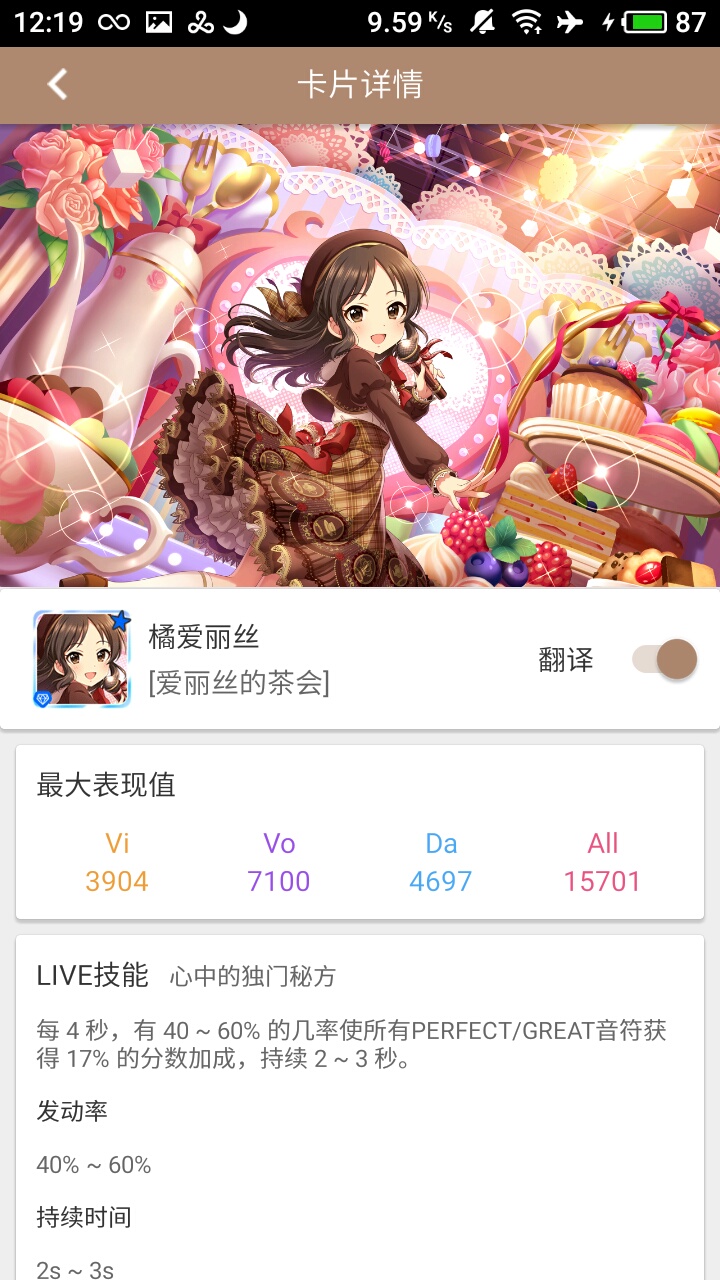 12:19
9.59 K/s
87
卡片详情
橘爱丽丝
[爱丽丝的茶会]
翻译
最大表现值
Vi Vo Da All
3904 7100 4697 15701
LIVE技能 心中的独门秘方
每 4 秒，有 40 ~ 60% 的几率使所有PERFECT/GREAT音符获
得 17% 的分数加成，持续 2 ~ 3 秒。
发动率
40% ~ 60%
持续时间
2s ~ 3s